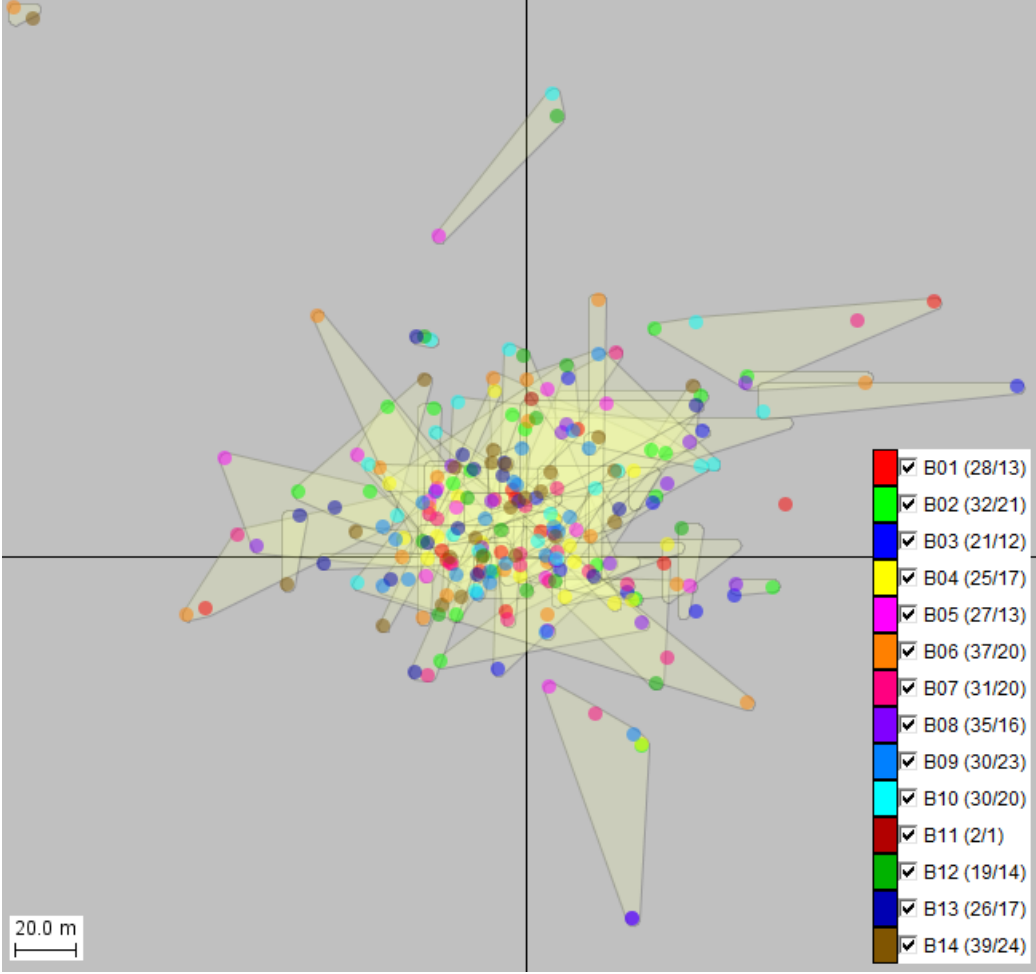 B01 (28/13)
B02 (32/21)
B03 (21/12)
B04 (25/17)
B05 (27/13)
B06 (37/20)
B07 (31/20)
B08 (35/16)
B09 (30/23)
B10 (30/20)
B11 (2/1)
B12 (19/14)
B13 (26/17)
B14 (39/24)
20.0 m